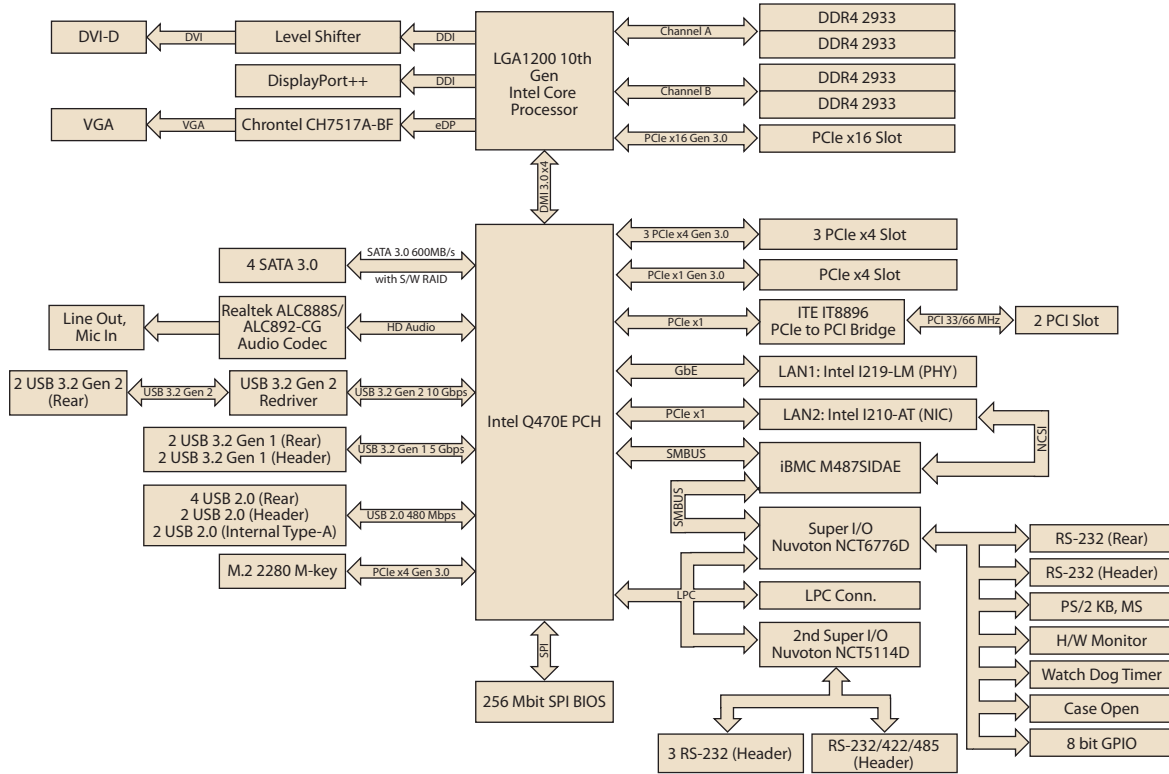 DVI-D
DVI
Level Shifter
DDI
DisplayPort++
DDI
VGA
VGA
Chrontel CH7517A-BF
eDP
LGA1200 10th
Gen
Intel Core
Processor
Channel A
DDR4 2933
DDR4 2933
Channel B
DDR4 2933
DDR4 2933
PCIe x16 Gen 3.0
PCIe x16 Slot
DMI 3.0 x4
4 SATA 3.0
SATA 3.0 600MB/s
with S/W RAID
Line Out,
Mic In
Realtek ALC888S/
ALC892-CG
Audio Codec
HD Audio
2 USB 3.2 Gen 2
(Rear)
USB 3.2 Gen 2
USB 3.2 Gen 2
Redriver
USB 3.2 Gen 2 10 Gbps
2 USB 3.2 Gen 1 (Rear)
2 USB 3.2 Gen 1 (Header)
USB 3.2 Gen 1 5 Gbps
4 USB 2.0 (Rear)
2 USB 2.0 (Header)
2 USB 2.0 (Internal Type-A)
USB 2.0 480 Mbps
M.2 2280 M-key
PCIe x4 Gen 3.0
Intel Q470E PCH
SPI
256 Mbit SPI BIOS
3 PCIe x4 Gen 3.0
3 PCIe x4 Slot
PCIe x1 Gen 3.0
PCIe x4 Slot
PCIe x1
ITE IT8896
PCIe to PCI Bridge
PCI 33/66 MHz
2 PCI Slot
GbE
LAN1: Intel I219-LM (PHY)
PCIe x1
LAN2: Intel I210-AT (NIC)
NCSI
SMBUS
iBMC M487SIDAE
SMBUS
Super I/O
Nuvoton NCT6776D
LPC
LPC Conn.
2nd Super I/O
Nuvoton NCT5114D
3 RS-232 (Header)
RS-232/422/485
(Header)
RS-232 (Rear)
RS-232 (Header)
PS/2 KB, MS
H/W Monitor
Watch Dog Timer
Case Open
8 bit GPIO